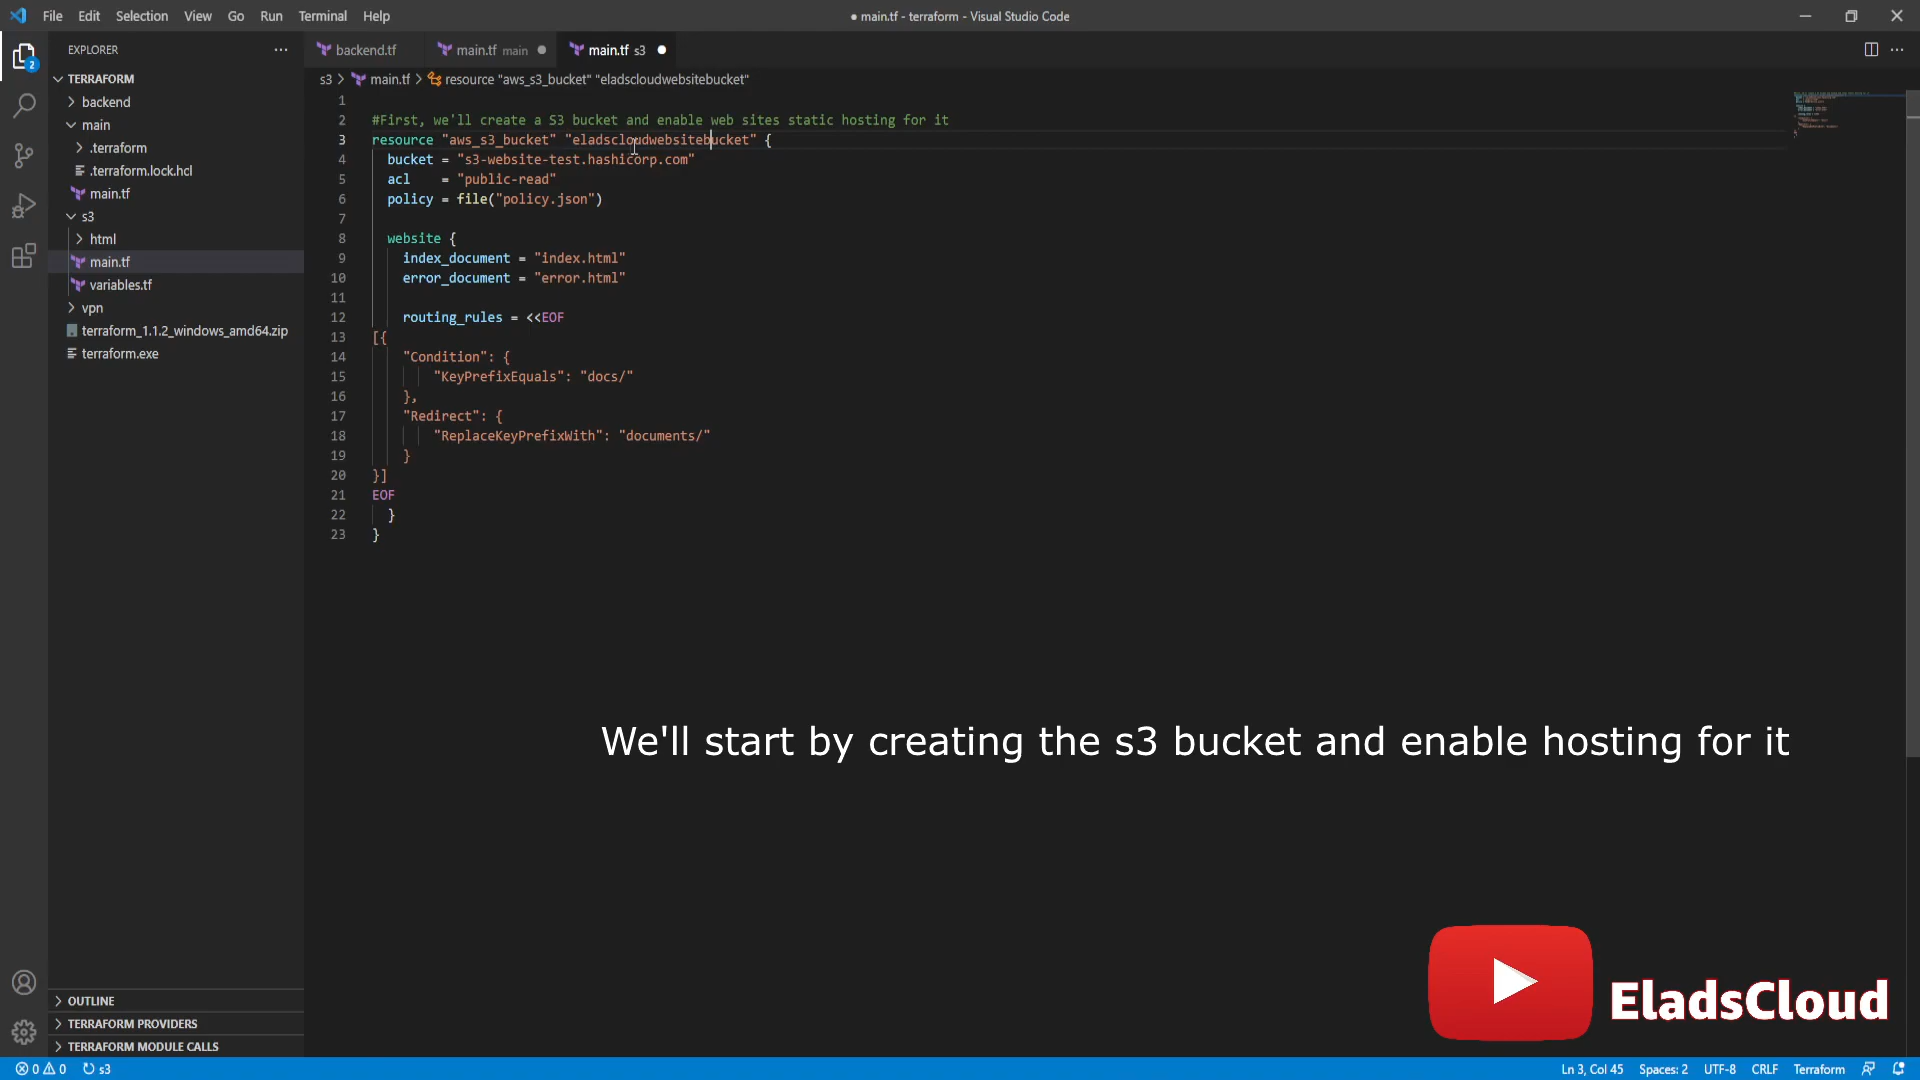 File Edit Selection View Go Run Terminal Help
● main.tf - terraform - Visual Studio Code
EXPLORER
TERRAFORM
backend
main
.terraform
.terraform.lock.hcl
main.tf
s3
html
main.tf
variables.tf
vpn
terraform_1.1.2_windows_amd64.zip
terraform.exe
OUTLINE
TERRAFORM PROVIDERS
TERRAFORM MODULE CALLS
2
backend.tf main.tf main main.tf s3
s3 > main.tf > resource "aws_s3_bucket" "eladscloudwebsitebucket"
1
2 #First, we'll create a S3 bucket and enable web sites static hosting for it
3 resource "aws_s3_bucket" "eladscloudwebsitebucket" {
4 bucket = "s3-website-test.hashicorp.com"
5 acl    = "public-read"
6 policy = file("policy.json")
7
8 website {
9 index_document = "index.html"
10 error_document = "error.html"
11
12 routing_rules = <<EOF
13 [{
14 "Condition": {
15 "KeyPrefixEquals": "docs/"
16 },
17 "Redirect": {
18 "ReplaceKeyPrefixWith": "documents/"
19 }
20 }]
21 EOF
22 }
23 }
We'll start by creating the s3 bucket and enable hosting for it
EladsCloud
0 0 s3
Ln 3, Col 45 Spaces: 2 UTF-8 CRLF Terraform